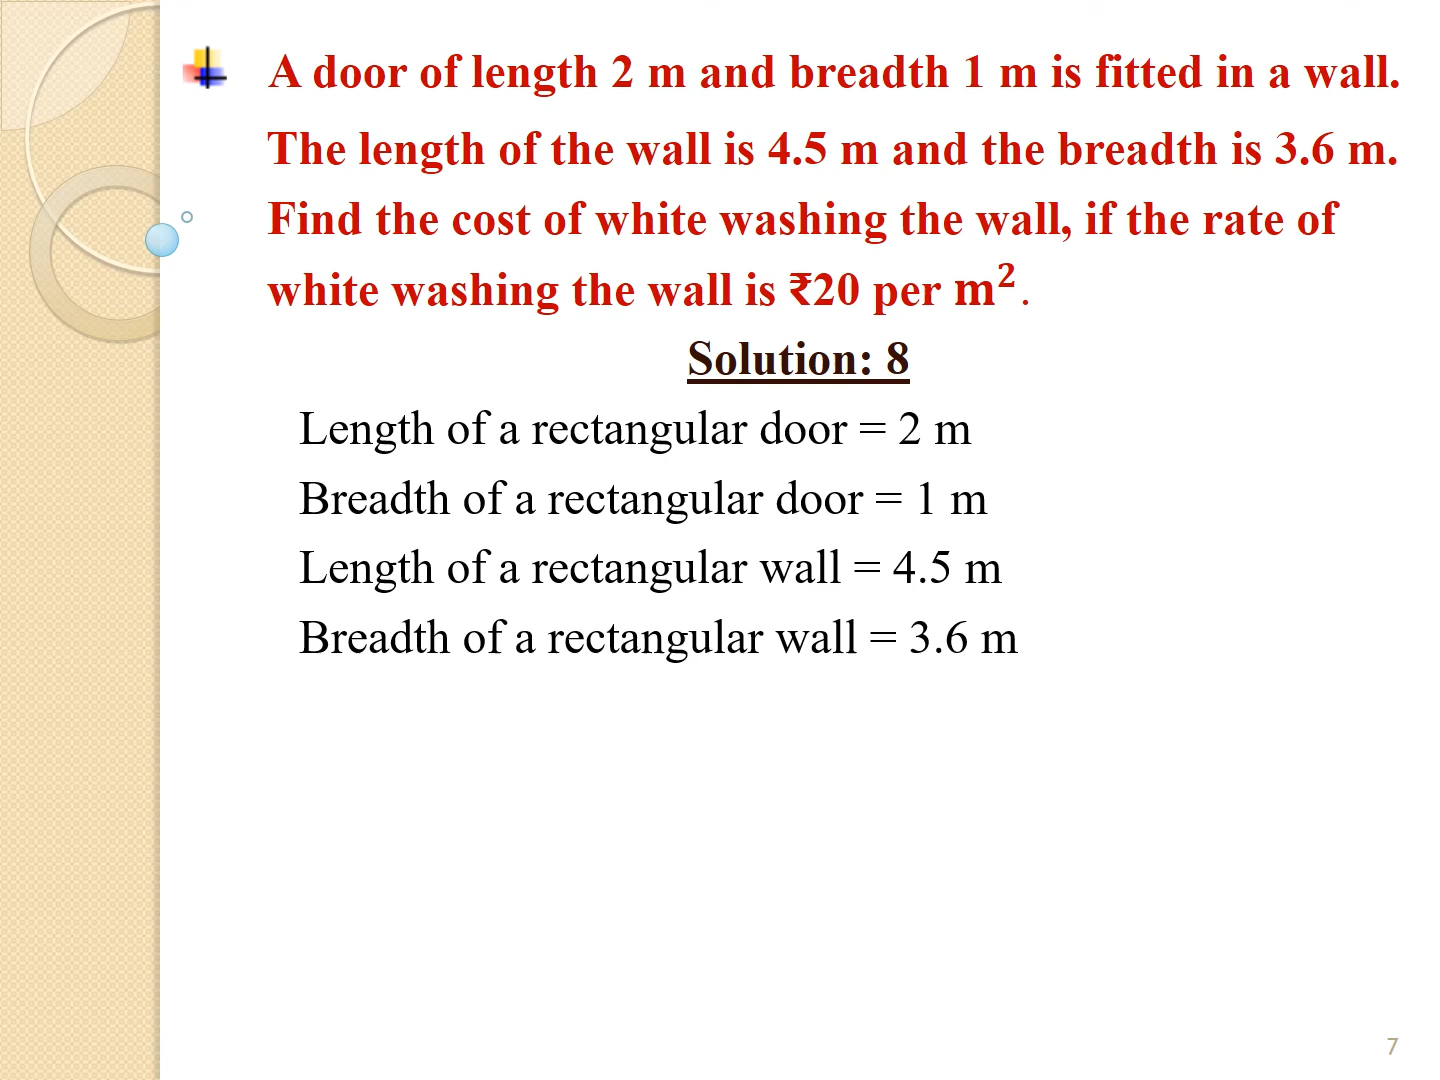 A door of length 2 m and breadth 1 m is fitted in a wall.
The length of the wall is 4.5 m and the breadth is 3.6 m.
Find the cost of white washing the wall, if the rate of
white washing the wall is ₹20 per m².
Solution: 8
Length of a rectangular door = 2 m
Breadth of a rectangular door = 1 m
Length of a rectangular wall = 4.5 m
Breadth of a rectangular wall = 3.6 m
7